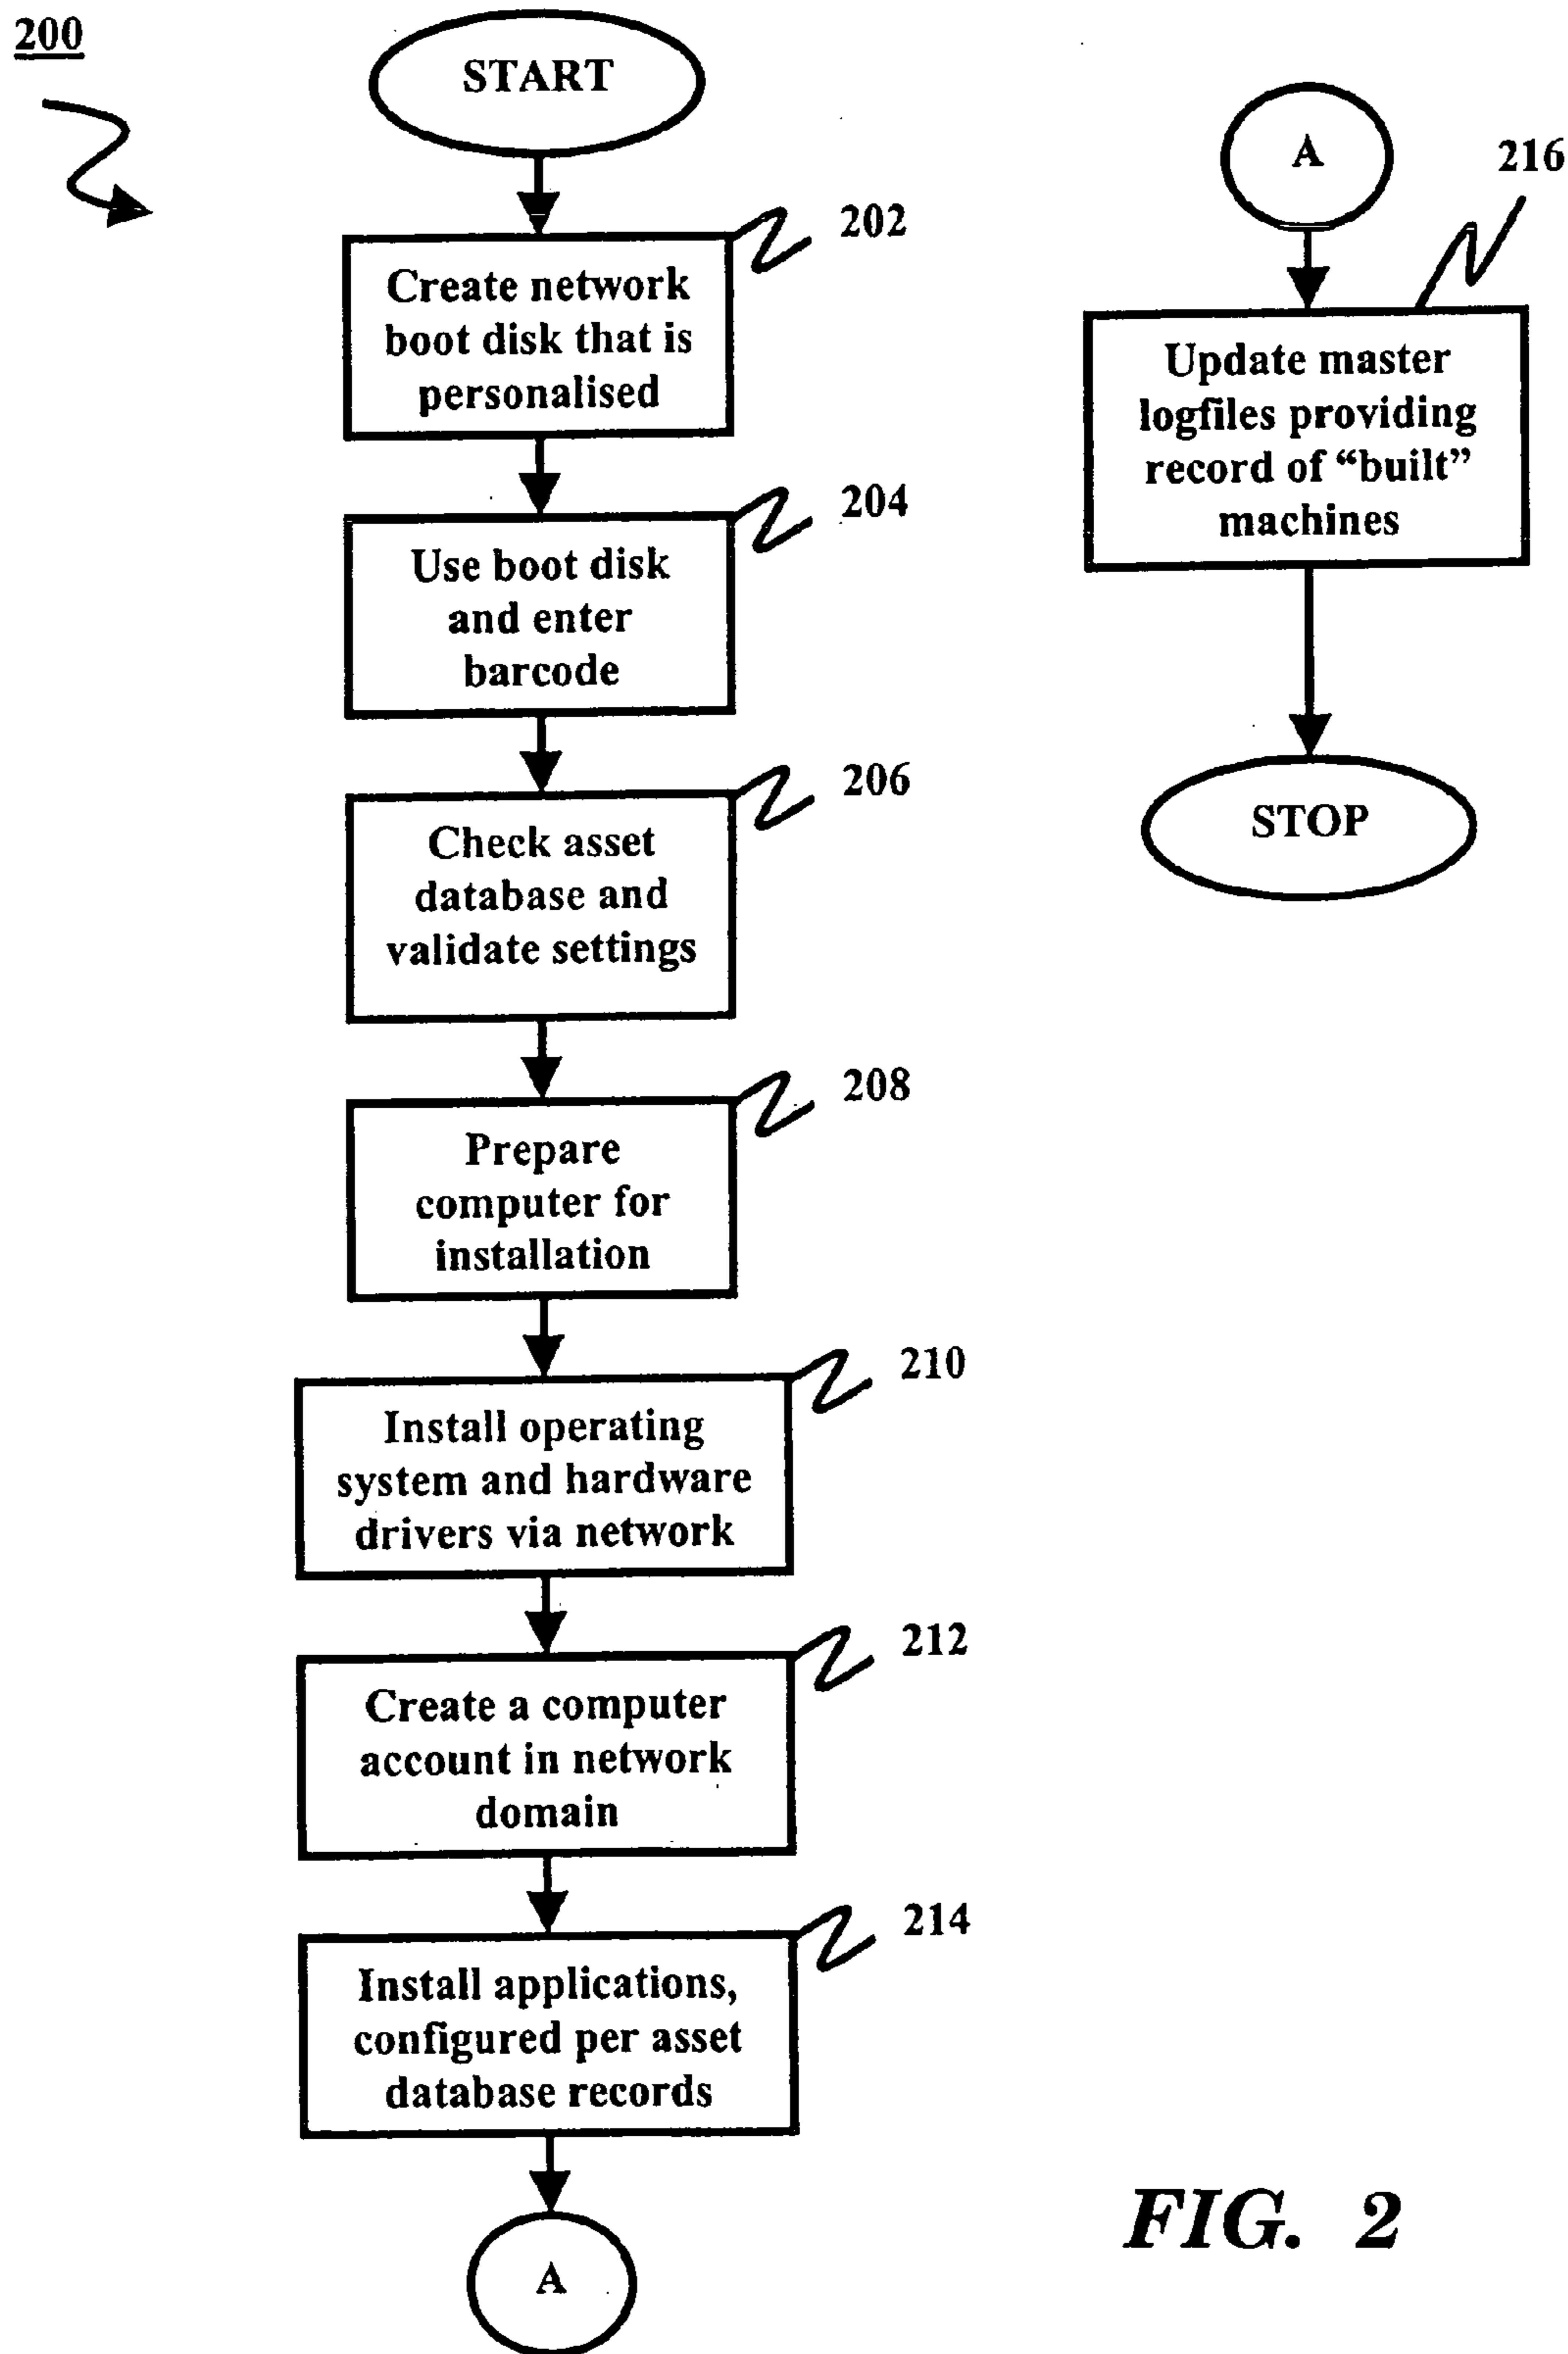 200
START
202
Create network
boot disk that is
personalised
204
Use boot disk
and enter
barcode
206
Check asset
database and
validate settings
208
Prepare
computer for
installation
210
Install operating
system and hardware
drivers via network
212
Create a computer
account in network
domain
214
Install applications,
configured per asset
database records
A
A
216
Update master
logfiles providing
record of “built”
machines
STOP
FIG. 2